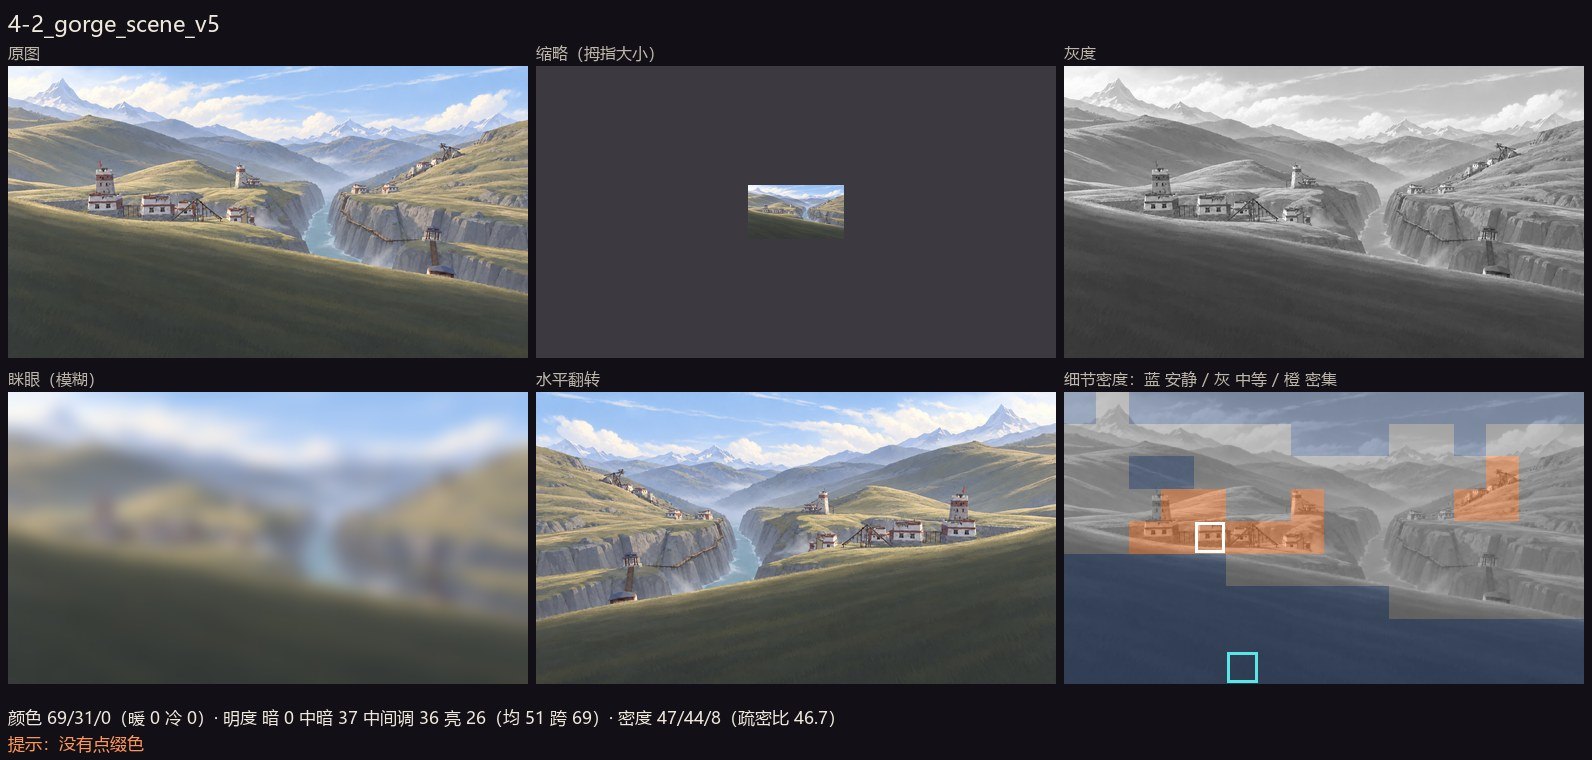 4-2_gorge_scene_v5
原图
缩略（拇指大小）
灰度
眯眼（模糊）
水平翻转
细节密度：蓝 安静 / 灰 中等 / 橙 密集
颜色 69/31/0（暖 0 冷 0）· 明度 暗 0 中暗 37 中间调 36 亮 26（均 51 跨 69）· 密度 47/44/8（疏密比 46.7）
提示：没有点缀色